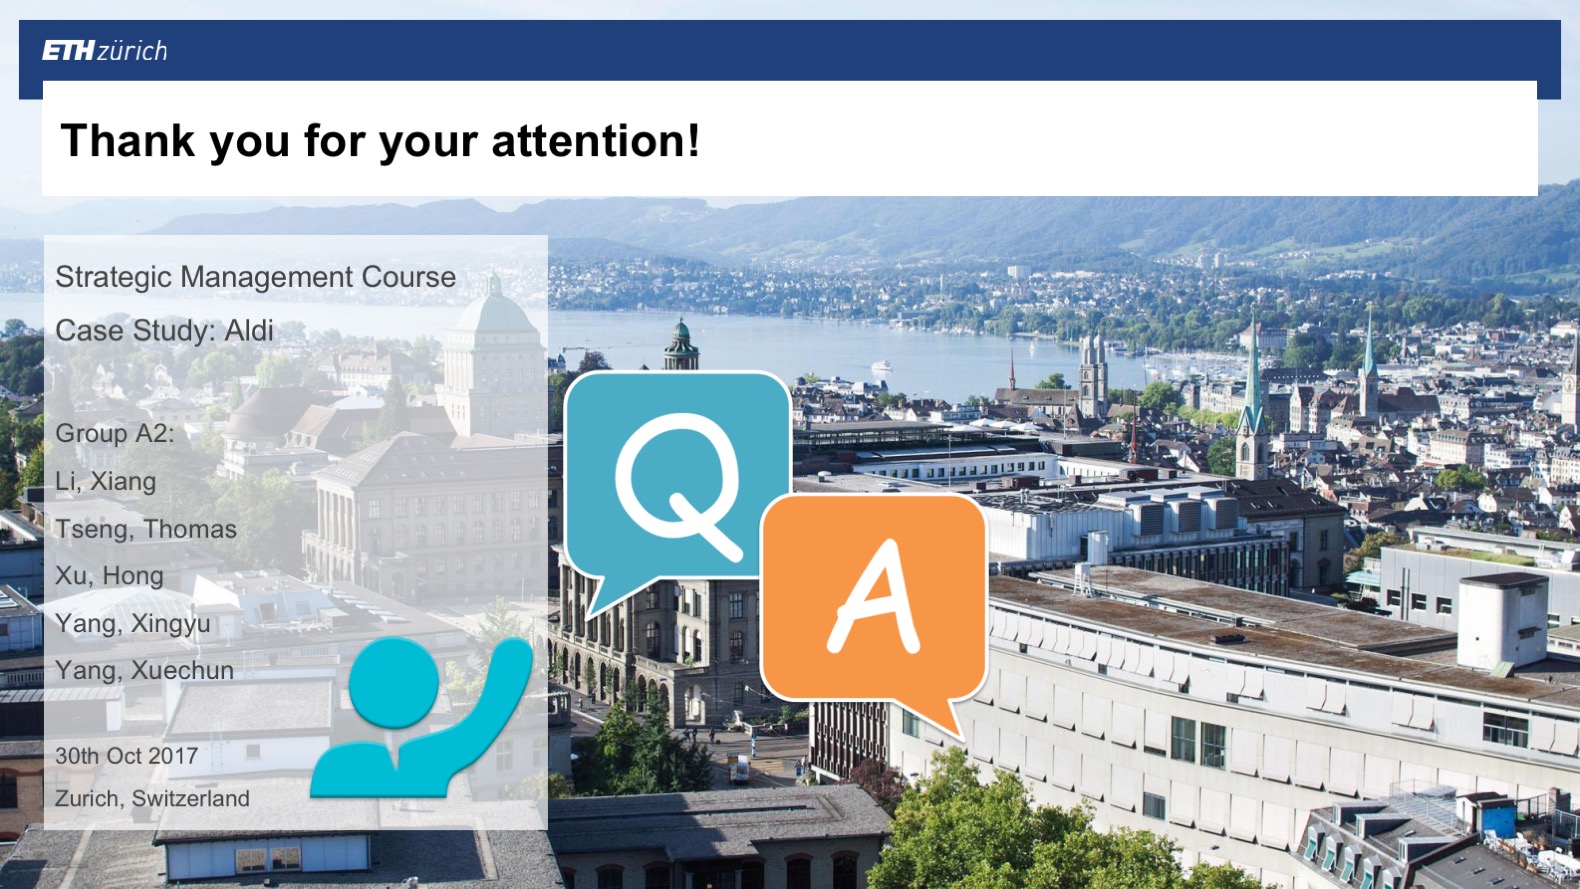 ETH zürich
Thank you for your attention!
Strategic Management Course
Case Study: Aldi
Group A2:
Li, Xiang
Tseng, Thomas
Xu, Hong
Yang, Xingyu
Yang, Xuechun
30th Oct 2017
Zurich, Switzerland
Q
A